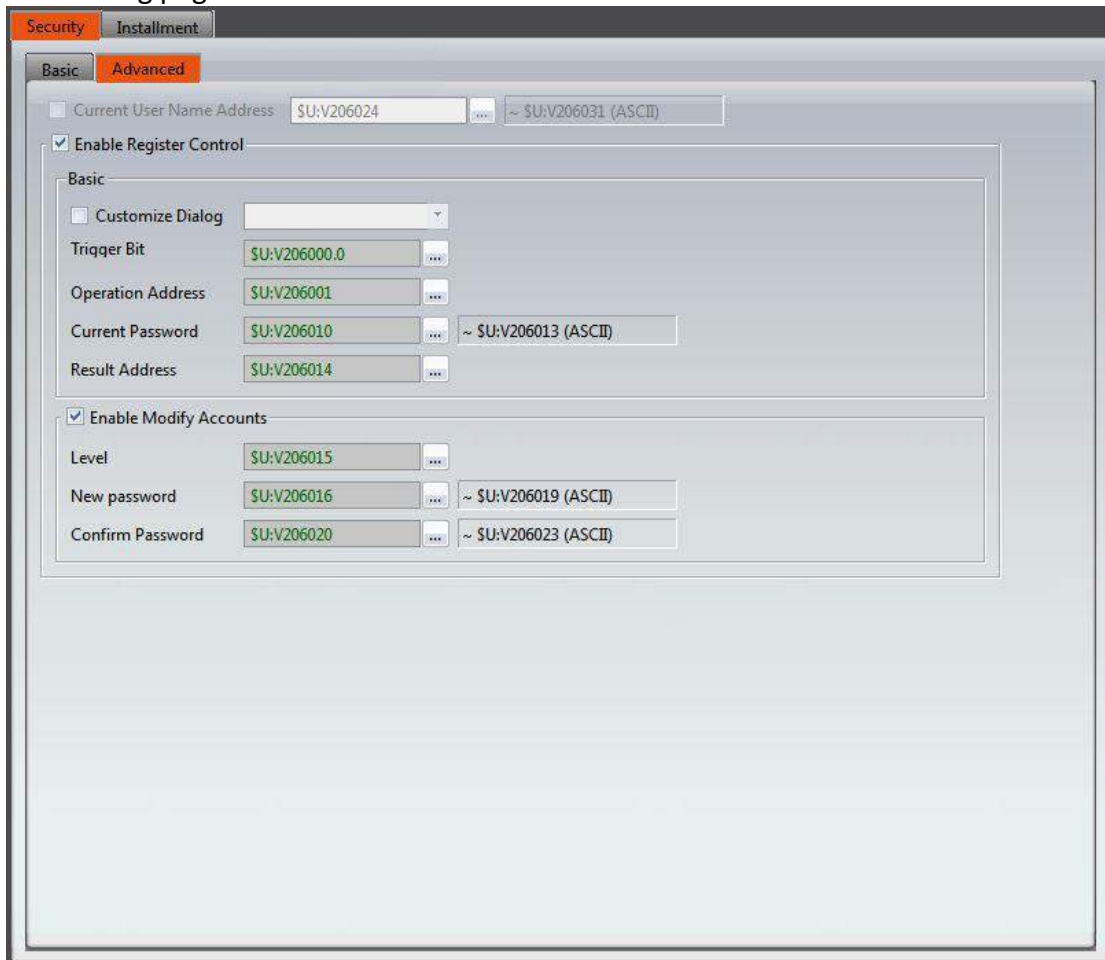 Security Installment
Basic Advanced
Current User Name Address $U:V206024 ... ~ $U:V206031 (ASCII)
Enable Register Control
Basic
Customize Dialog
Trigger Bit $U:V206000.0 ...
Operation Address $U:V206001 ...
Current Password $U:V206010 ... ~ $U:V206013 (ASCII)
Result Address $U:V206014 ...
Enable Modify Accounts
Level $U:V206015 ...
New password $U:V206016 ... ~ $U:V206019 (ASCII)
Confirm Password $U:V206020 ... ~ $U:V206023 (ASCII)